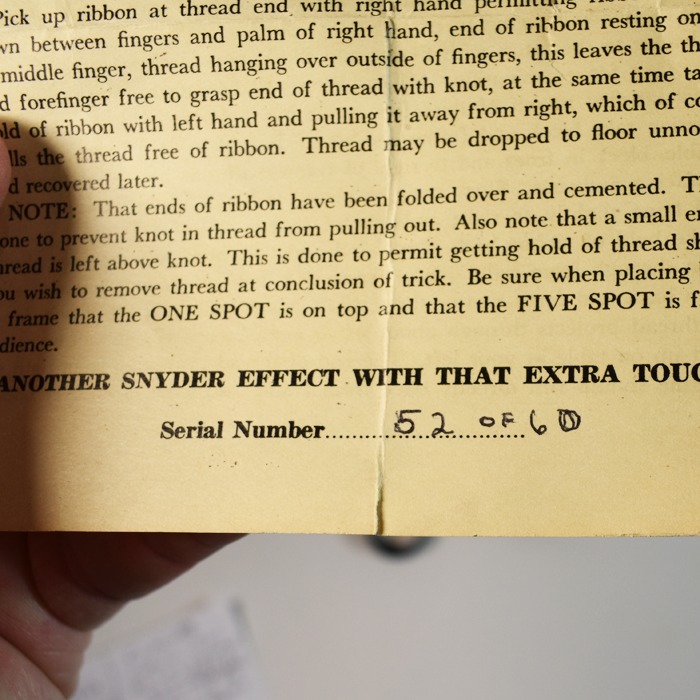 Pick up ribbon at thread end with right hand permitting
wn between fingers and palm of right hand, end of ribbon resting on
middle finger, thread hanging over outside of fingers, this leaves the th
d forefinger free to grasp end of thread with knot, at the same time ta
ld of ribbon with left hand and pulling it away from right, which of co
lls the thread free of ribbon. Thread may be dropped to floor unno
d recovered later.
NOTE: That ends of ribbon have been folded over and cemented. T
one to prevent knot in thread from pulling out. Also note that a small e
hread is left above knot. This is done to permit getting hold of thread sh
ou wish to remove thread at conclusion of trick. Be sure when placing
frame that the ONE SPOT is on top and that the FIVE SPOT is f
dience.
ANOTHER SNYDER EFFECT WITH THAT EXTRA TOUC
Serial Number........52 OF 60